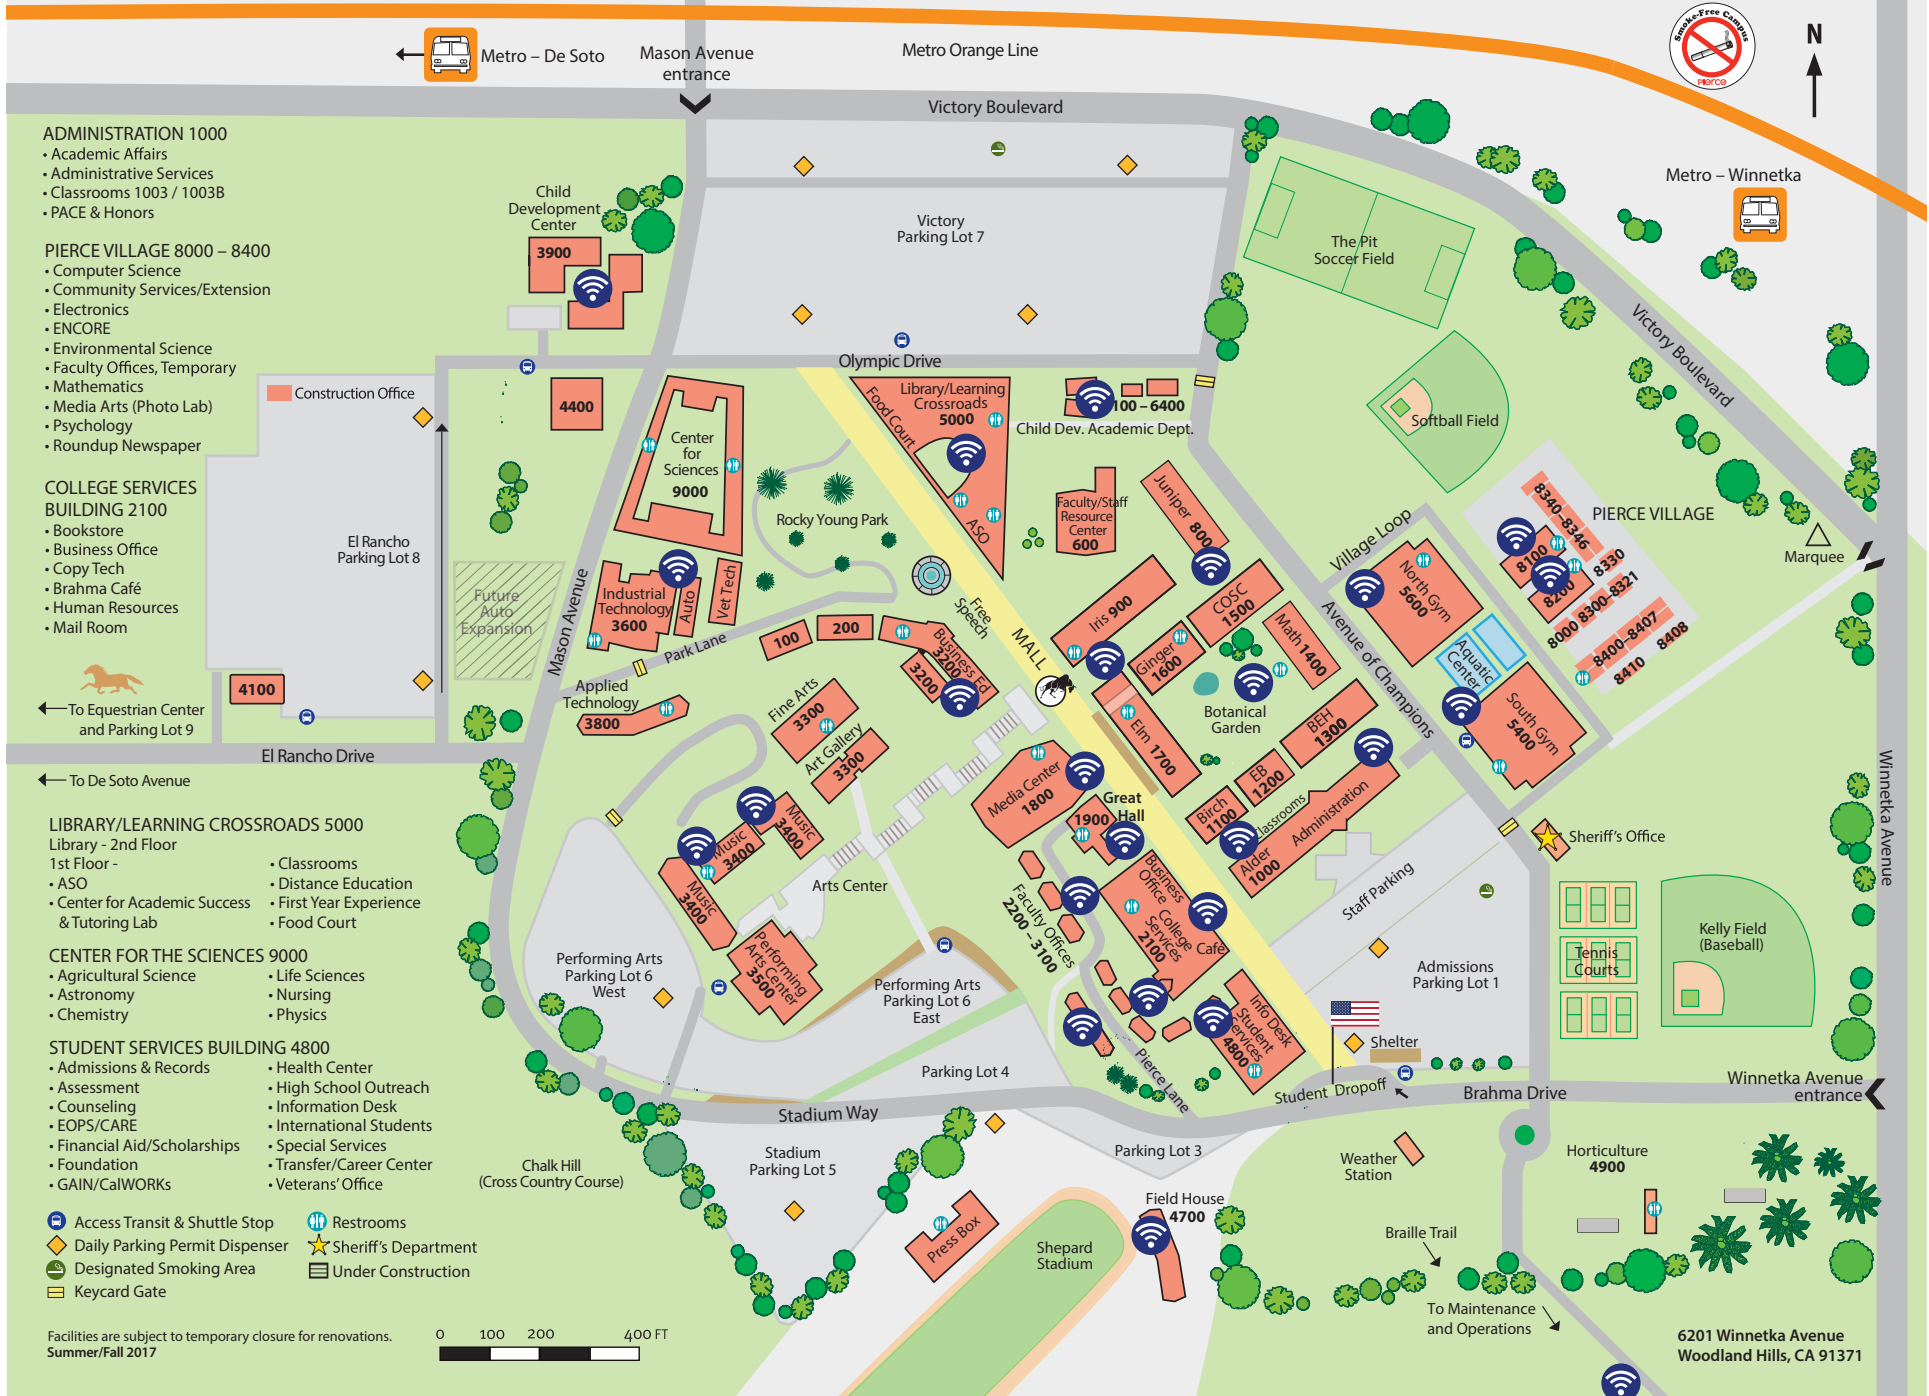 Metro – De Soto
Mason Avenue
entrance
Metro Orange Line
Smoke-Free Campus
Pierce
N
Victory Boulevard
Metro – Winnetka
ADMINISTRATION 1000
• Academic Affairs
• Administrative Services
• Classrooms 1003 / 1003B
• PACE & Honors
PIERCE VILLAGE 8000 – 8400
• Computer Science
• Community Services/Extension
• Electronics
• ENCORE
• Environmental Science
• Faculty Offices, Temporary
• Mathematics
• Media Arts (Photo Lab)
• Psychology
• Roundup Newspaper
COLLEGE SERVICES
BUILDING 2100
• Bookstore
• Business Office
• Copy Tech
• Brahma Café
• Human Resources
• Mail Room
To Equestrian Center
and Parking Lot 9
To De Soto Avenue
El Rancho Drive
4100
Construction Office
El Rancho
Parking Lot 8
Child
Development
Center
3900
Victory
Parking Lot 7
Olympic Drive
The Pit
Soccer Field
Victory Boulevard
Softball Field
4400
Center
for
Sciences
9000
Food Court
Library/Learning
Crossroads
5000
ASO
100 – 6400
Child Dev. Academic Dept.
Rocky Young Park
Faculty/Staff
Resource
Center
600
Juniper 800
Village Loop
PIERCE VILLAGE
8340–8346
8330
8100
8200
8300–8321
8000
8400–8407
8408
8410
Marquee
Future
Auto
Expansion
Mason Avenue
Industrial
Technology
3600
Auto
Vet Tech
Park Lane
100
200
Business Ed
3200
3200
Free
Speech
MALL
Iris 900
COSC
1500
Ginger
1600
Math 1400
Avenue of Champions
North Gym
5600
Aquatic
Center
South Gym
5400
Applied
Technology
3800
Fine Arts
3300
Art Gallery
3300
Botanical
Garden
Elm 1700
BEH
1300
EB
1200
Birch
1100
Classrooms
Administration
Alder
1000
Media Center
1800
Great
Hall
1900
Music
3400
Music
3400
Music
3400
Arts Center
Performing
Arts Center
3500
Faculty Offices
2200 – 3100
Business
Office
College
Services
2100
Café
Staff Parking
Sheriff's Office
Winnetka Avenue
Tennis
Courts
Kelly Field
(Baseball)
Admissions
Parking Lot 1
Info Desk
Student
Services
4800
Shelter
Student Dropoff
Brahma Drive
Winnetka Avenue
entrance
Performing Arts
Parking Lot 6
West
Performing Arts
Parking Lot 6
East
Parking Lot 4
Pierce Lane
Stadium Way
LIBRARY/LEARNING CROSSROADS 5000
Library - 2nd Floor
1st Floor -
• ASO
• Center for Academic Success
& Tutoring Lab
• Classrooms
• Distance Education
• First Year Experience
• Food Court
CENTER FOR THE SCIENCES 9000
• Agricultural Science
• Astronomy
• Chemistry
• Life Sciences
• Nursing
• Physics
STUDENT SERVICES BUILDING 4800
• Admissions & Records
• Assessment
• Counseling
• EOPS/CARE
• Financial Aid/Scholarships
• Foundation
• GAIN/CalWORKs
• Health Center
• High School Outreach
• Information Desk
• International Students
• Special Services
• Transfer/Career Center
• Veterans' Office
Chalk Hill
(Cross Country Course)
Stadium
Parking Lot 5
Parking Lot 3
Weather
Station
Horticulture
4900
Press Box
Shepard
Stadium
Field House
4700
Braille Trail
To Maintenance
and Operations
Access Transit & Shuttle Stop
Daily Parking Permit Dispenser
Designated Smoking Area
Keycard Gate
Restrooms
Sheriff's Department
Under Construction
Facilities are subject to temporary closure for renovations.
Summer/Fall 2017
0 100 200 400 FT
6201 Winnetka Avenue
Woodland Hills, CA 91371